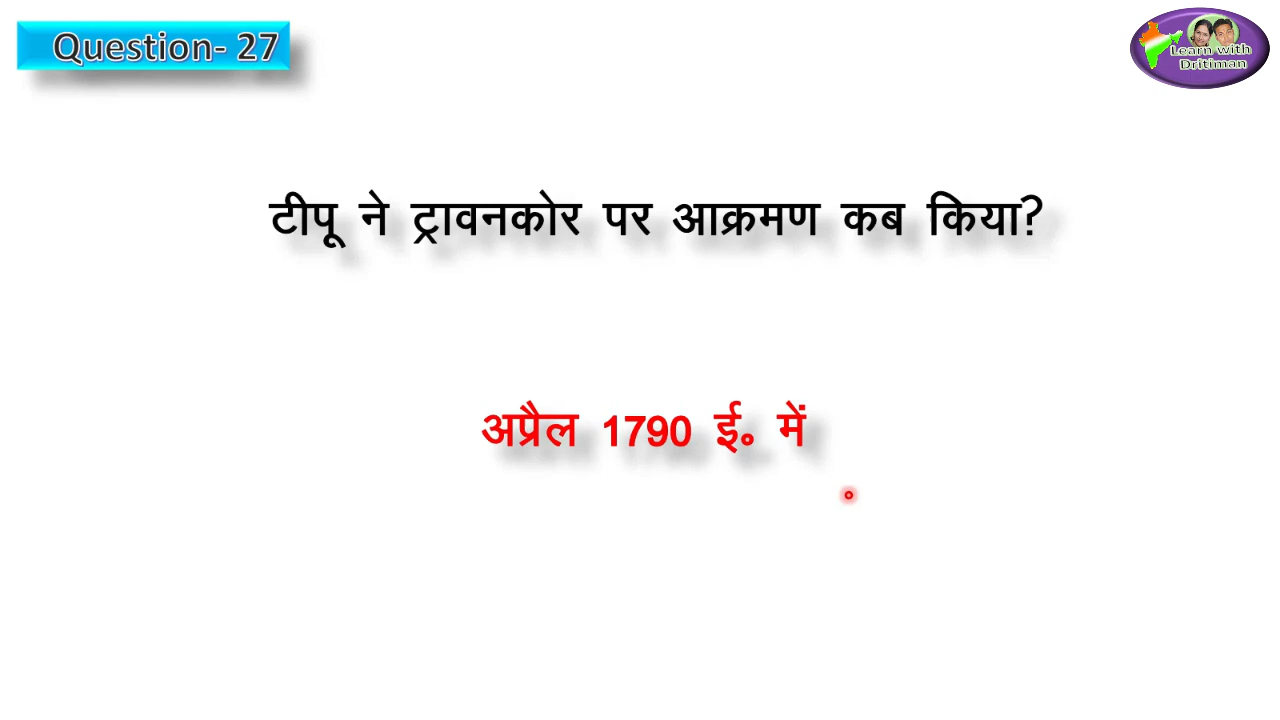 Question- 27
Learn with
Dritiman
टीपू ने ट्रावनकोर पर आक्रमण कब किया?
अप्रैल 1790 ई॰ में